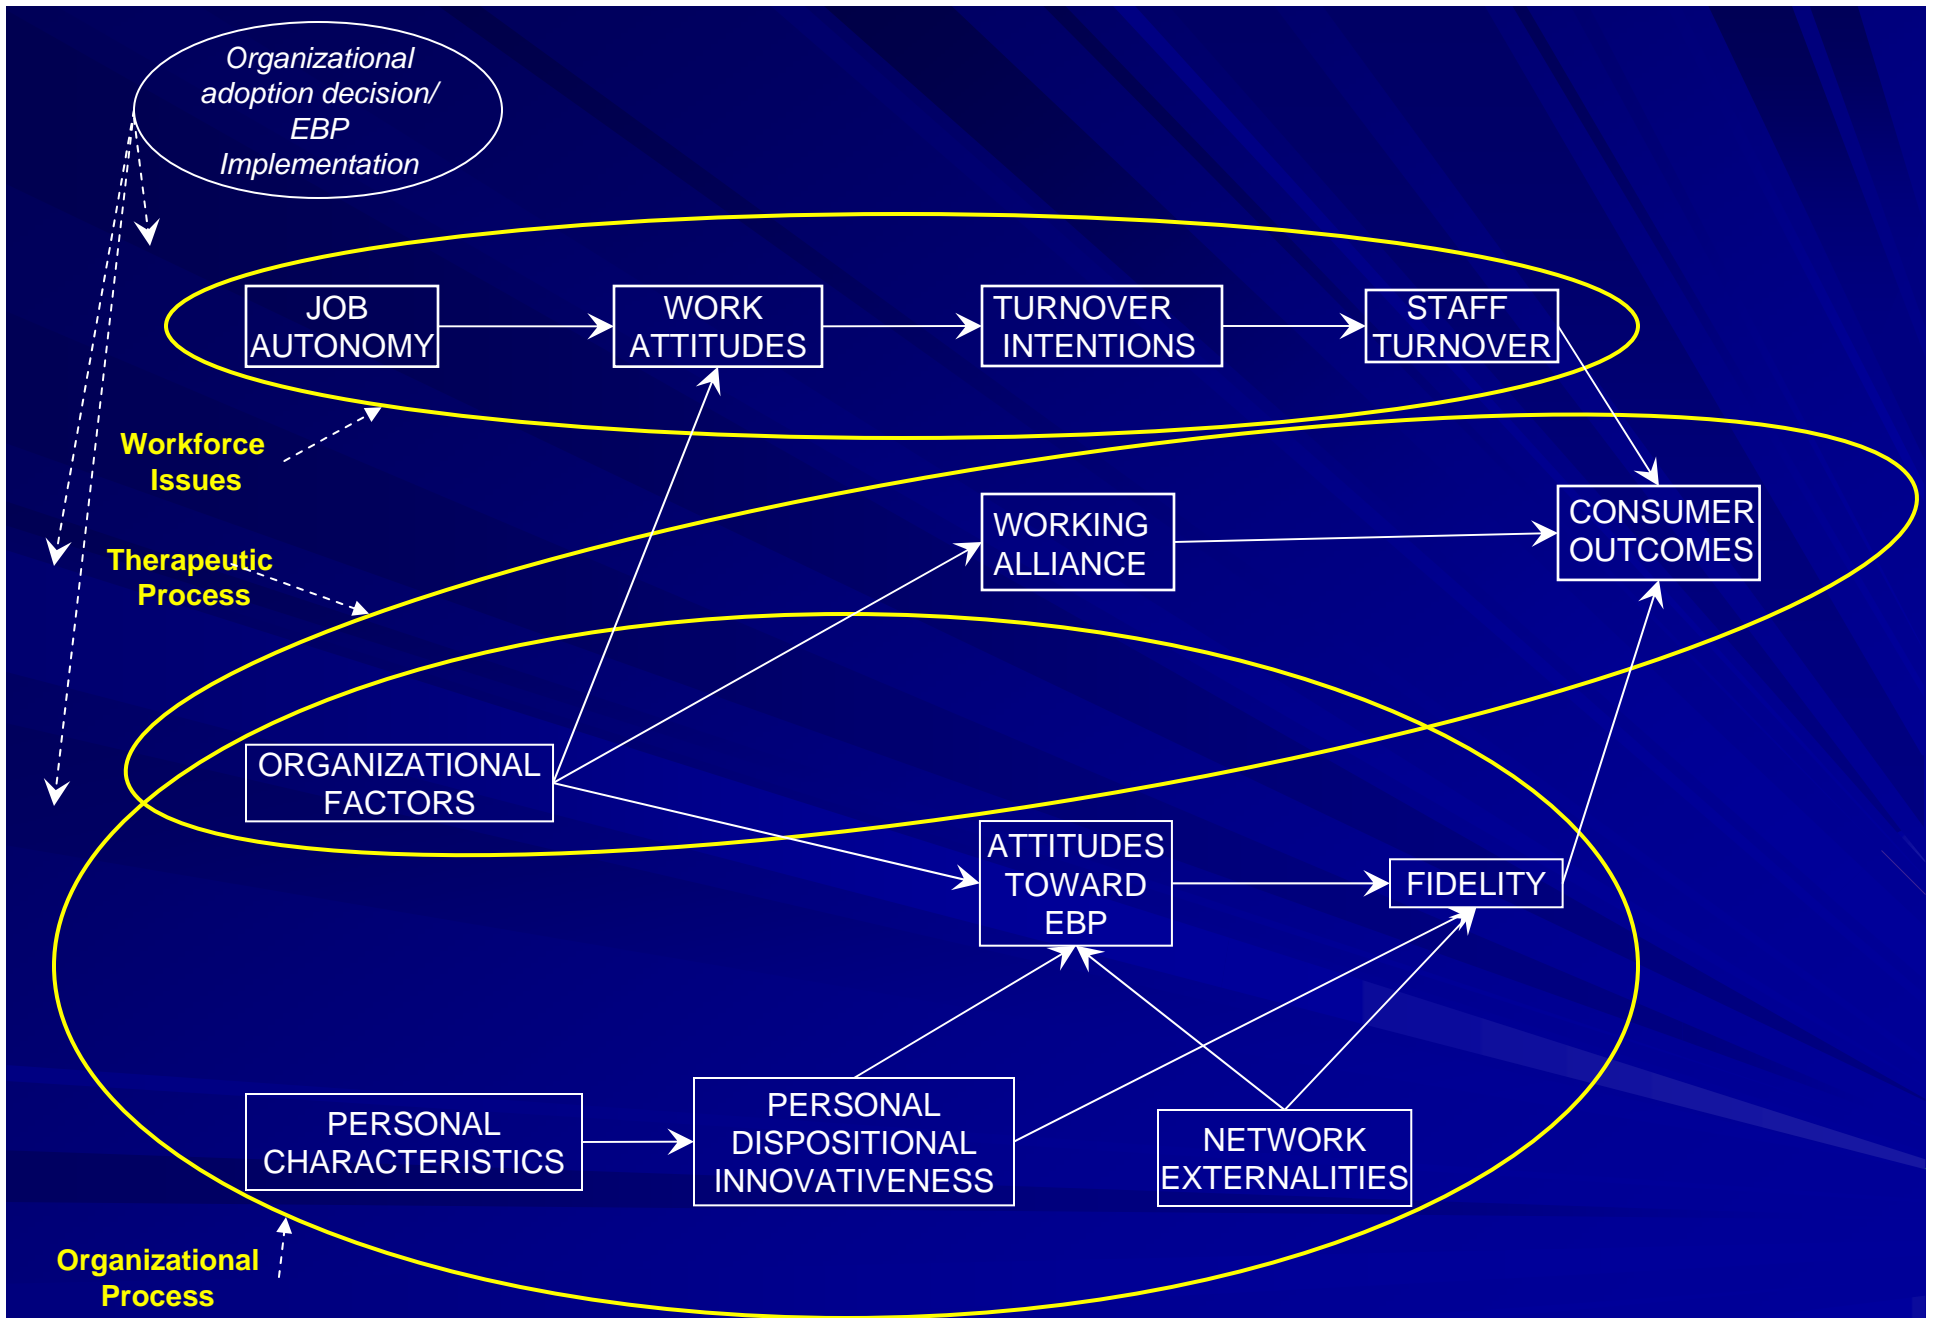 Organizational
adoption decision/
EBP
Implementation
JOB
AUTONOMY
WORK
ATTITUDES
TURNOVER
INTENTIONS
STAFF
TURNOVER
Workforce
Issues
WORKING
ALLIANCE
CONSUMER
OUTCOMES
Therapeutic
Process
ORGANIZATIONAL
FACTORS
ATTITUDES
TOWARD
EBP
FIDELITY
PERSONAL
CHARACTERISTICS
PERSONAL
DISPOSITIONAL
INNOVATIVENESS
NETWORK
EXTERNALITIES
Organizational
Process